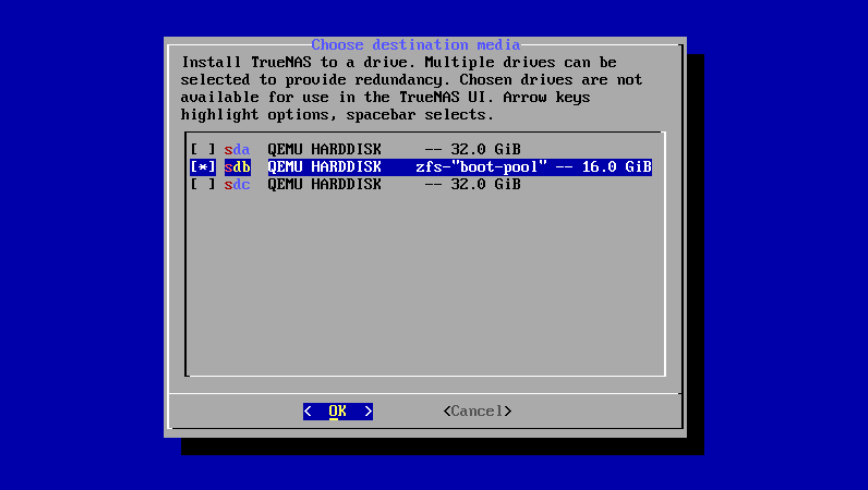 Choose destination media
Install TrueNAS to a drive. Multiple drives can be
selected to provide redundancy. Chosen drives are not
available for use in the TrueNAS UI. Arrow keys
highlight options, spacebar selects.
[ ] sda  QEMU HARDDISK     -- 32.0 GiB
[*] sdb  QEMU HARDDISK    zfs-"boot-pool" -- 16.0 GiB
[ ] sdc  QEMU HARDDISK     -- 32.0 GiB
<  OK  >        <Cancel>